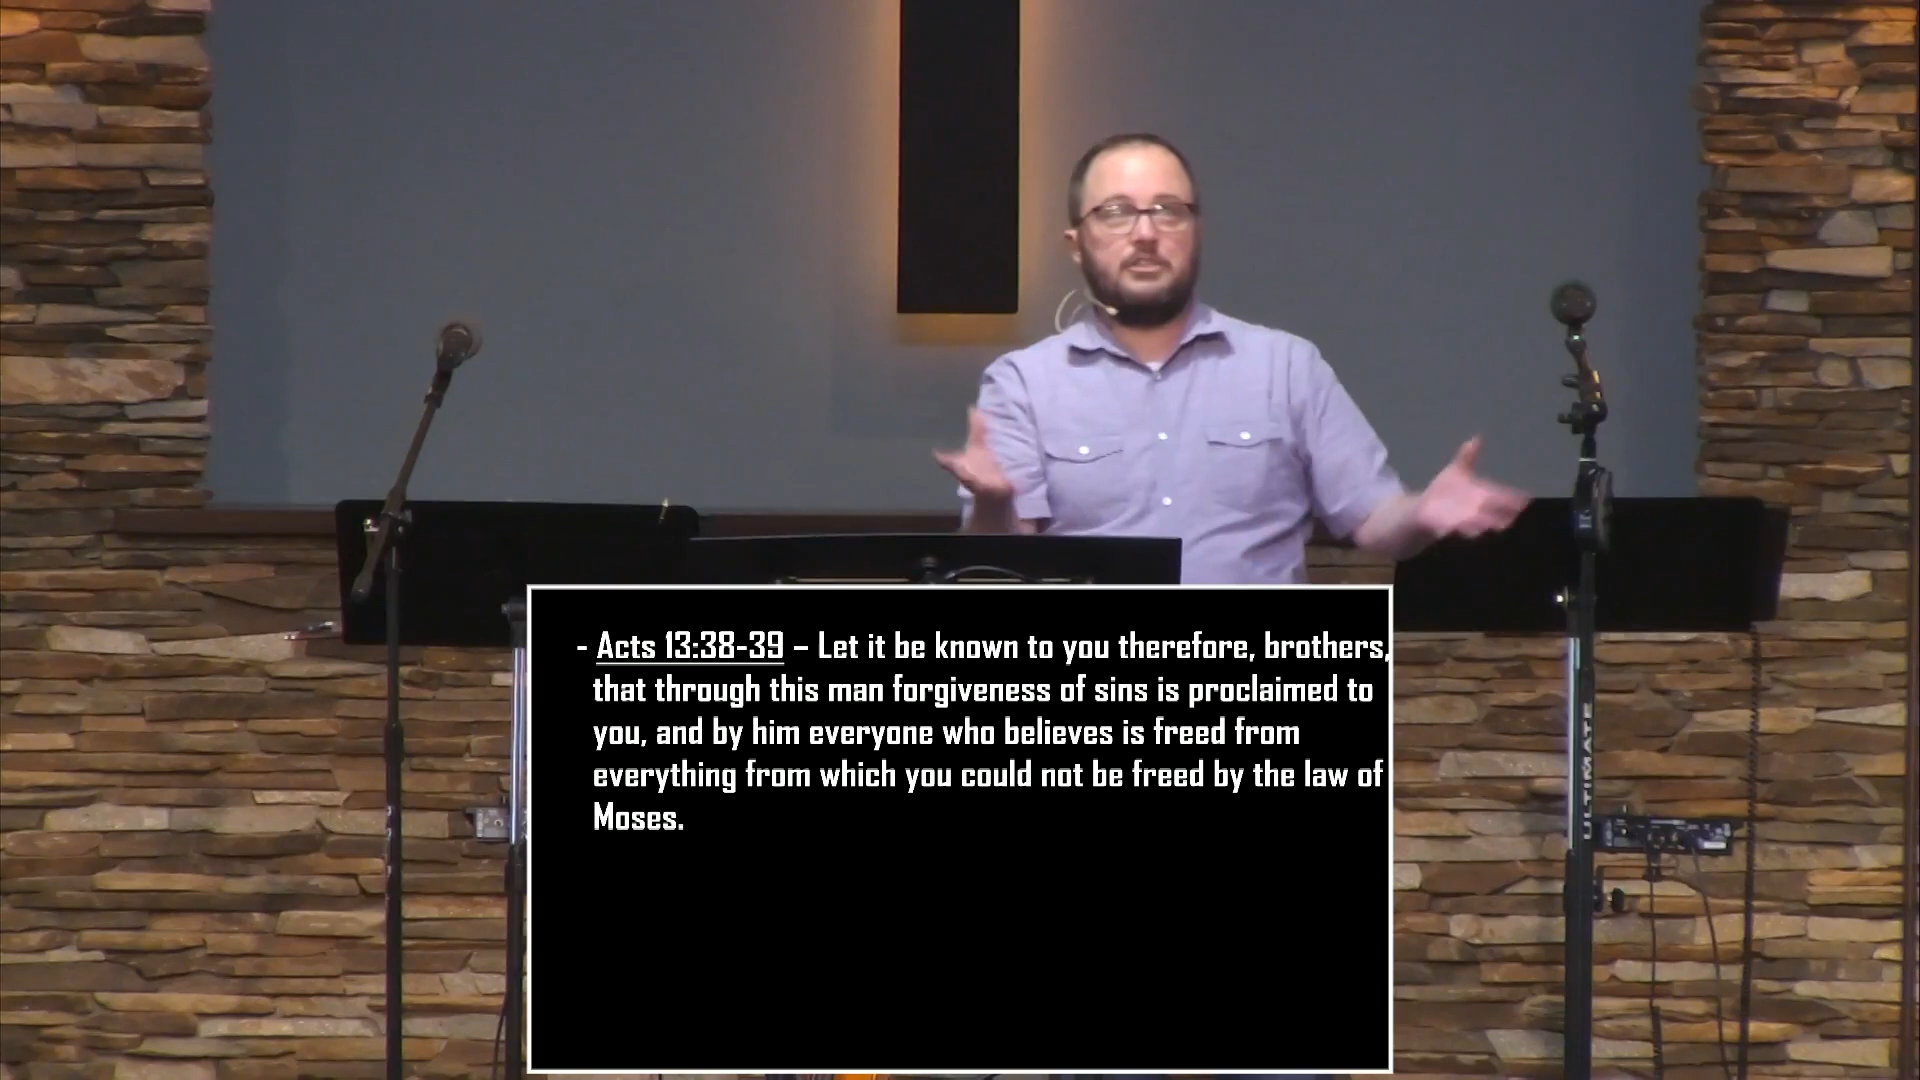 - Acts 13:38-39 – Let it be known to you therefore, brothers,
that through this man forgiveness of sins is proclaimed to
you, and by him everyone who believes is freed from
everything from which you could not be freed by the law of
Moses.
ULTIMATE